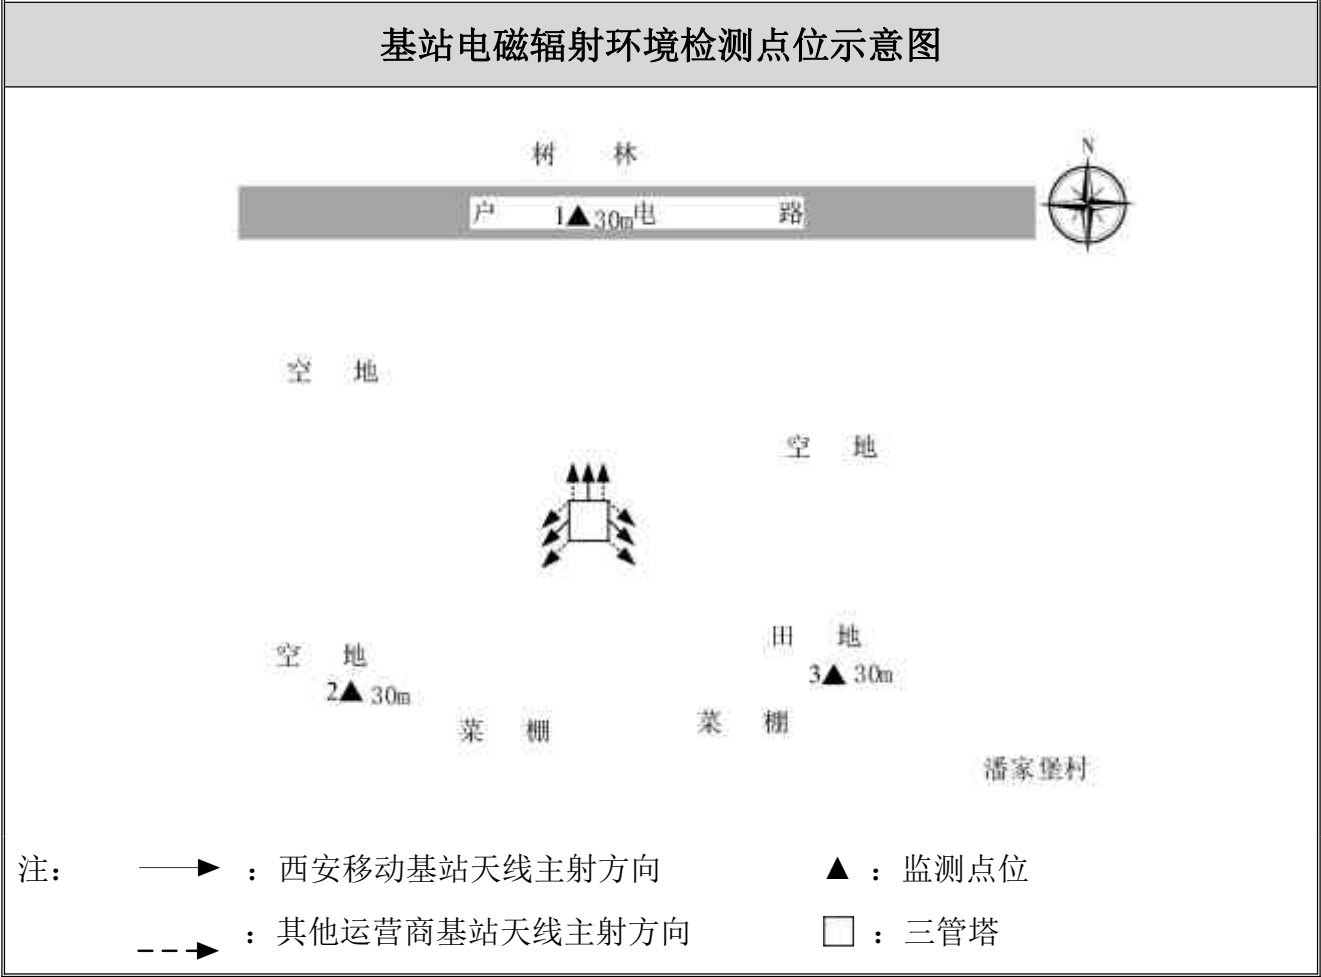 基站电磁辐射环境检测点位示意图
N
树 林
户 1▲30m电 路
空 地
空 地
田 地
空 地
3▲ 30m
2▲ 30m
菜 棚
菜 棚
潘家堡村
注: :西安移动基站天线主射方向 ▲:监测点位
:其他运营商基站天线主射方向 :三管塔